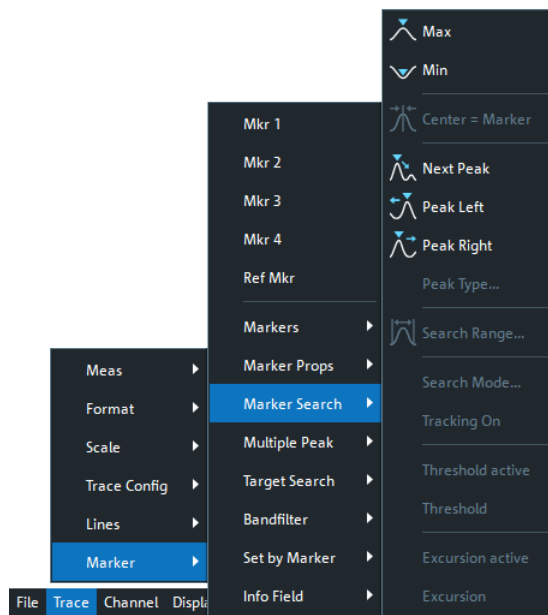 Max
Min
Center = Marker
Next Peak
Peak Left
Peak Right
Peak Type...
Search Range...
Search Mode...
Tracking On
Threshold active
Threshold
Excursion active
Excursion
Mkr 1
Mkr 2
Mkr 3
Mkr 4
Ref Mkr
Markers
Marker Props
Marker Search
Multiple Peak
Target Search
Bandfilter
Set by Marker
Info Field
Meas
Format
Scale
Trace Config
Lines
Marker
File Trace Channel